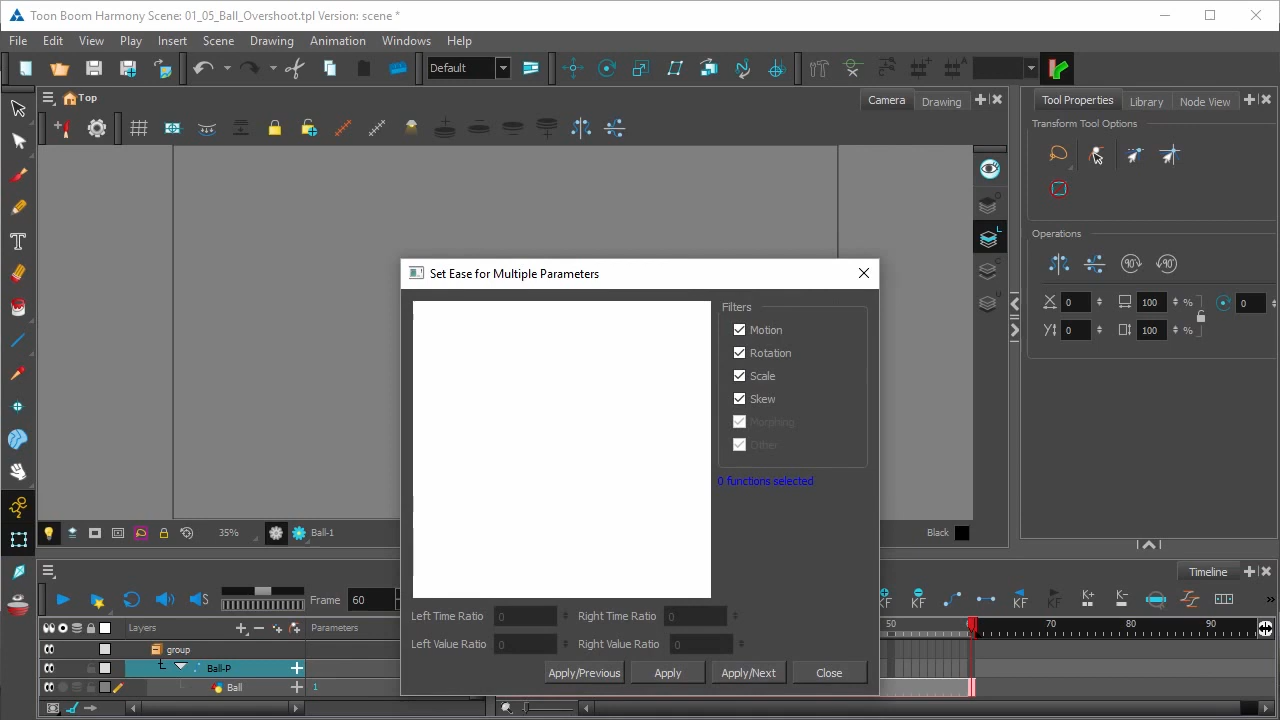 Toon Boom Harmony Scene: 01_05_Ball_Overshoot.tpl Version: scene *
File Edit View Play Insert Scene Drawing Animation Windows Help
Default
Top
Camera Drawing
Tool Properties Library Node View
Transform Tool Options
Operations
0 100 % 0
0 100 %
Set Ease for Multiple Parameters
Filters
Motion
Rotation
Scale
Skew
Morphing
Other
0 functions selected
Left Time Ratio 0 Right Time Ratio 0
Left Value Ratio 0 Right Value Ratio 0
Apply/Previous Apply Apply/Next Close
35% Ball-1 Black
Timeline
Frame 60
KF KF KF KF K+ K-
Layers Parameters 50 70 80 90
group
Ball-P
Ball 1